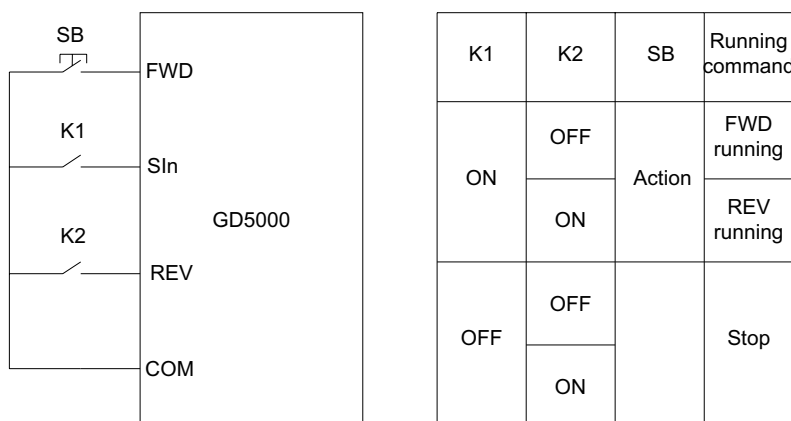 SB
FWD
K1
SIn
K2
REV
COM
GD5000
K1 K2 SB Running
command
ON OFF Action FWD
running
ON REV
running
OFF OFF Stop
ON